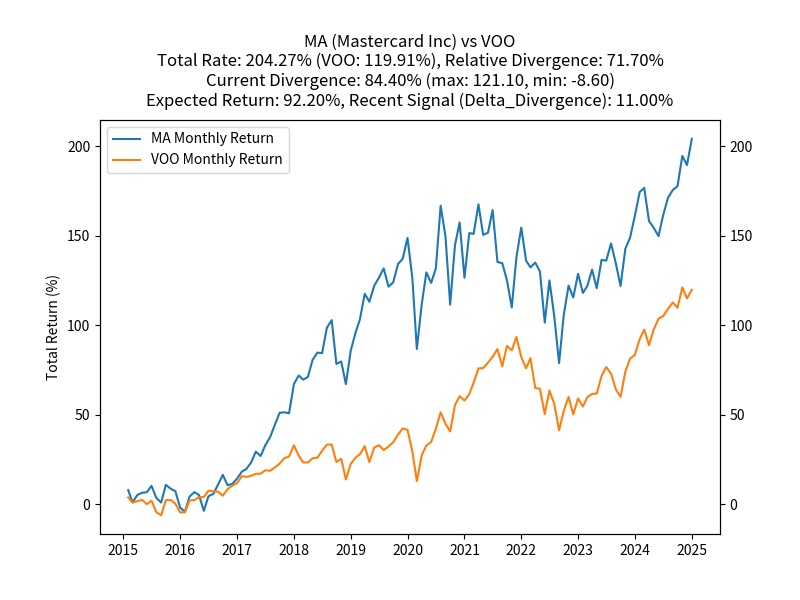 MA (Mastercard Inc) vs VOO
Total Rate: 204.27% (VOO: 119.91%), Relative Divergence: 71.70%
Current Divergence: 84.40% (max: 121.10, min: -8.60)
Expected Return: 92.20%, Recent Signal (Delta_Divergence): 11.00%
MA Monthly Return
VOO Monthly Return
Total Return (%)
200
150
100
50
0
200
150
100
50
0
2015 2016 2017 2018 2019 2020 2021 2022 2023 2024 2025